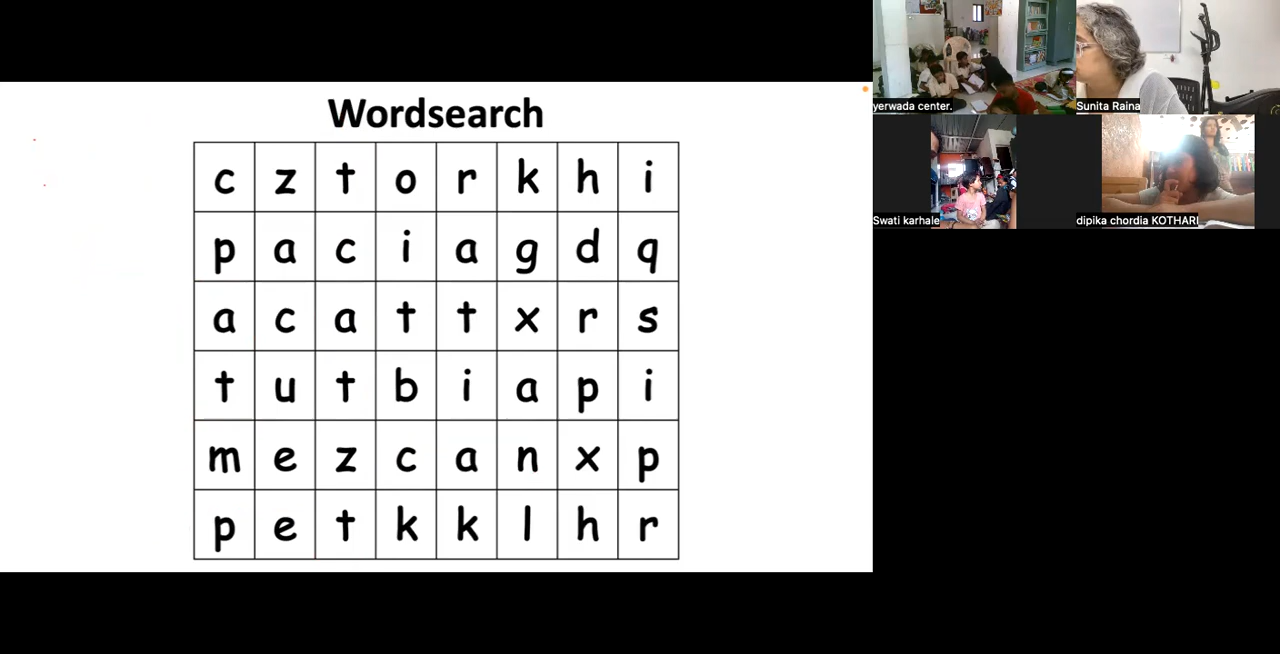 Wordsearch
c z t o r k h i
p a c i a g d q
a c a t t x r s
t u t b i a p i
m e z c a n x p
p e t k k l h r
yerwada center.
Sunita Raina
Swati karhale
dipika chordia KOTHARI